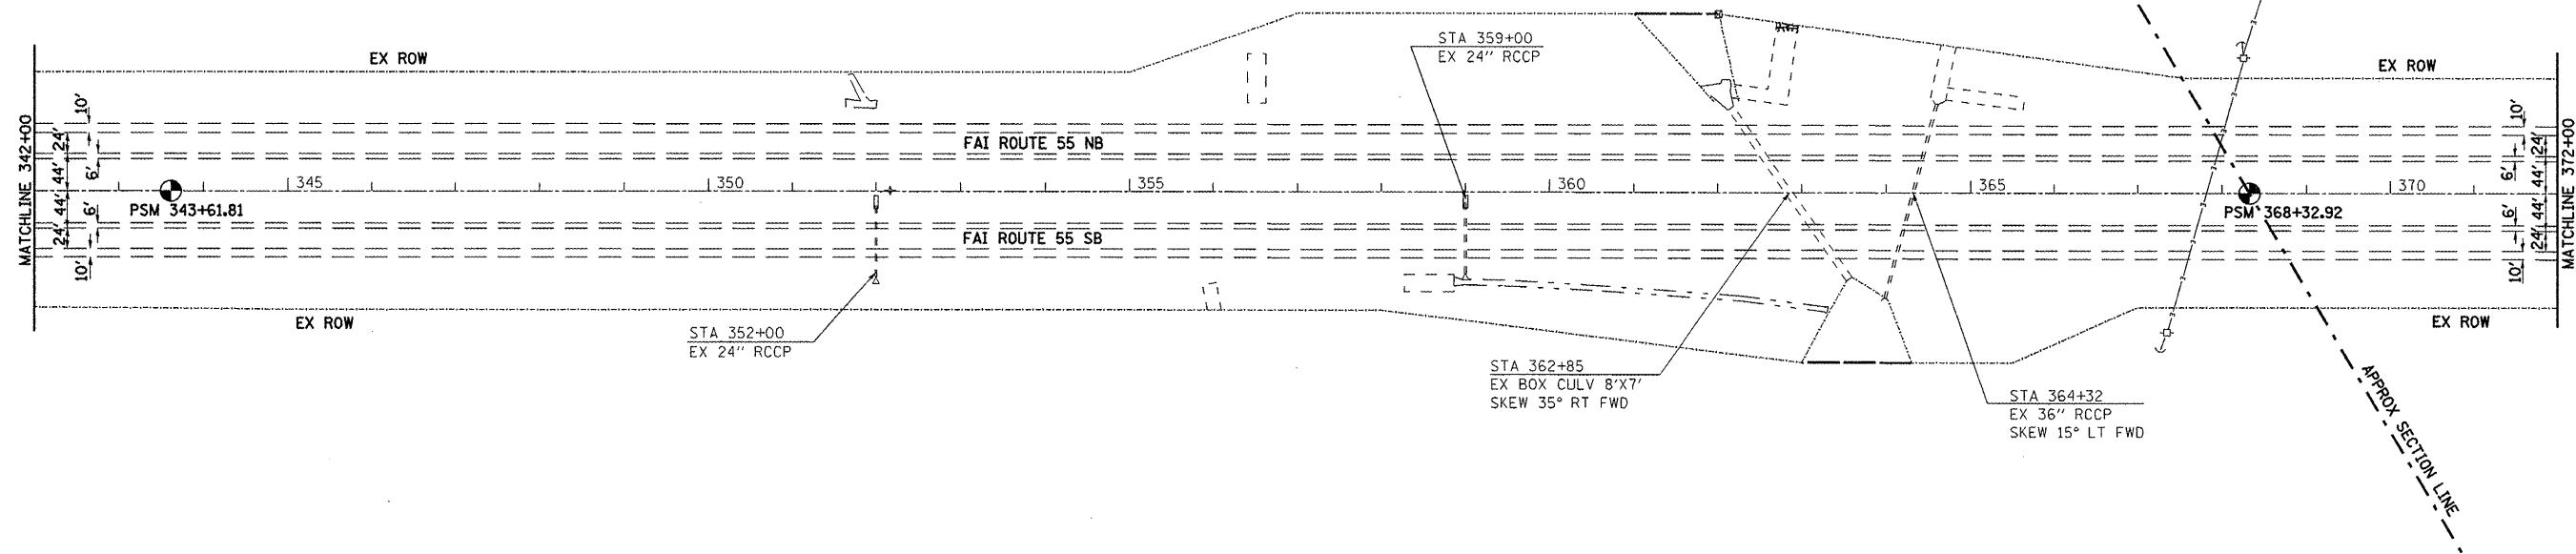 STA 359+00
EX 24" RCCP
EX ROW
EX ROW
MATCHLINE 342+00
10'
24'
6'
44'
44'
6'
24'
10'
FAI ROUTE 55 NB
345
350
355
360
365
370
PSM 343+61.81
PSM 368+32.92
FAI ROUTE 55 SB
10'
24'
6'
44'
44'
6'
24'
10'
MATCHLINE 372+00
EX ROW
EX ROW
STA 352+00
EX 24" RCCP
STA 362+85
EX BOX CULV 8'X7'
SKEW 35° RT FWD
STA 364+32
EX 36" RCCP
SKEW 15° LT FWD
APPROX SECTION LINE